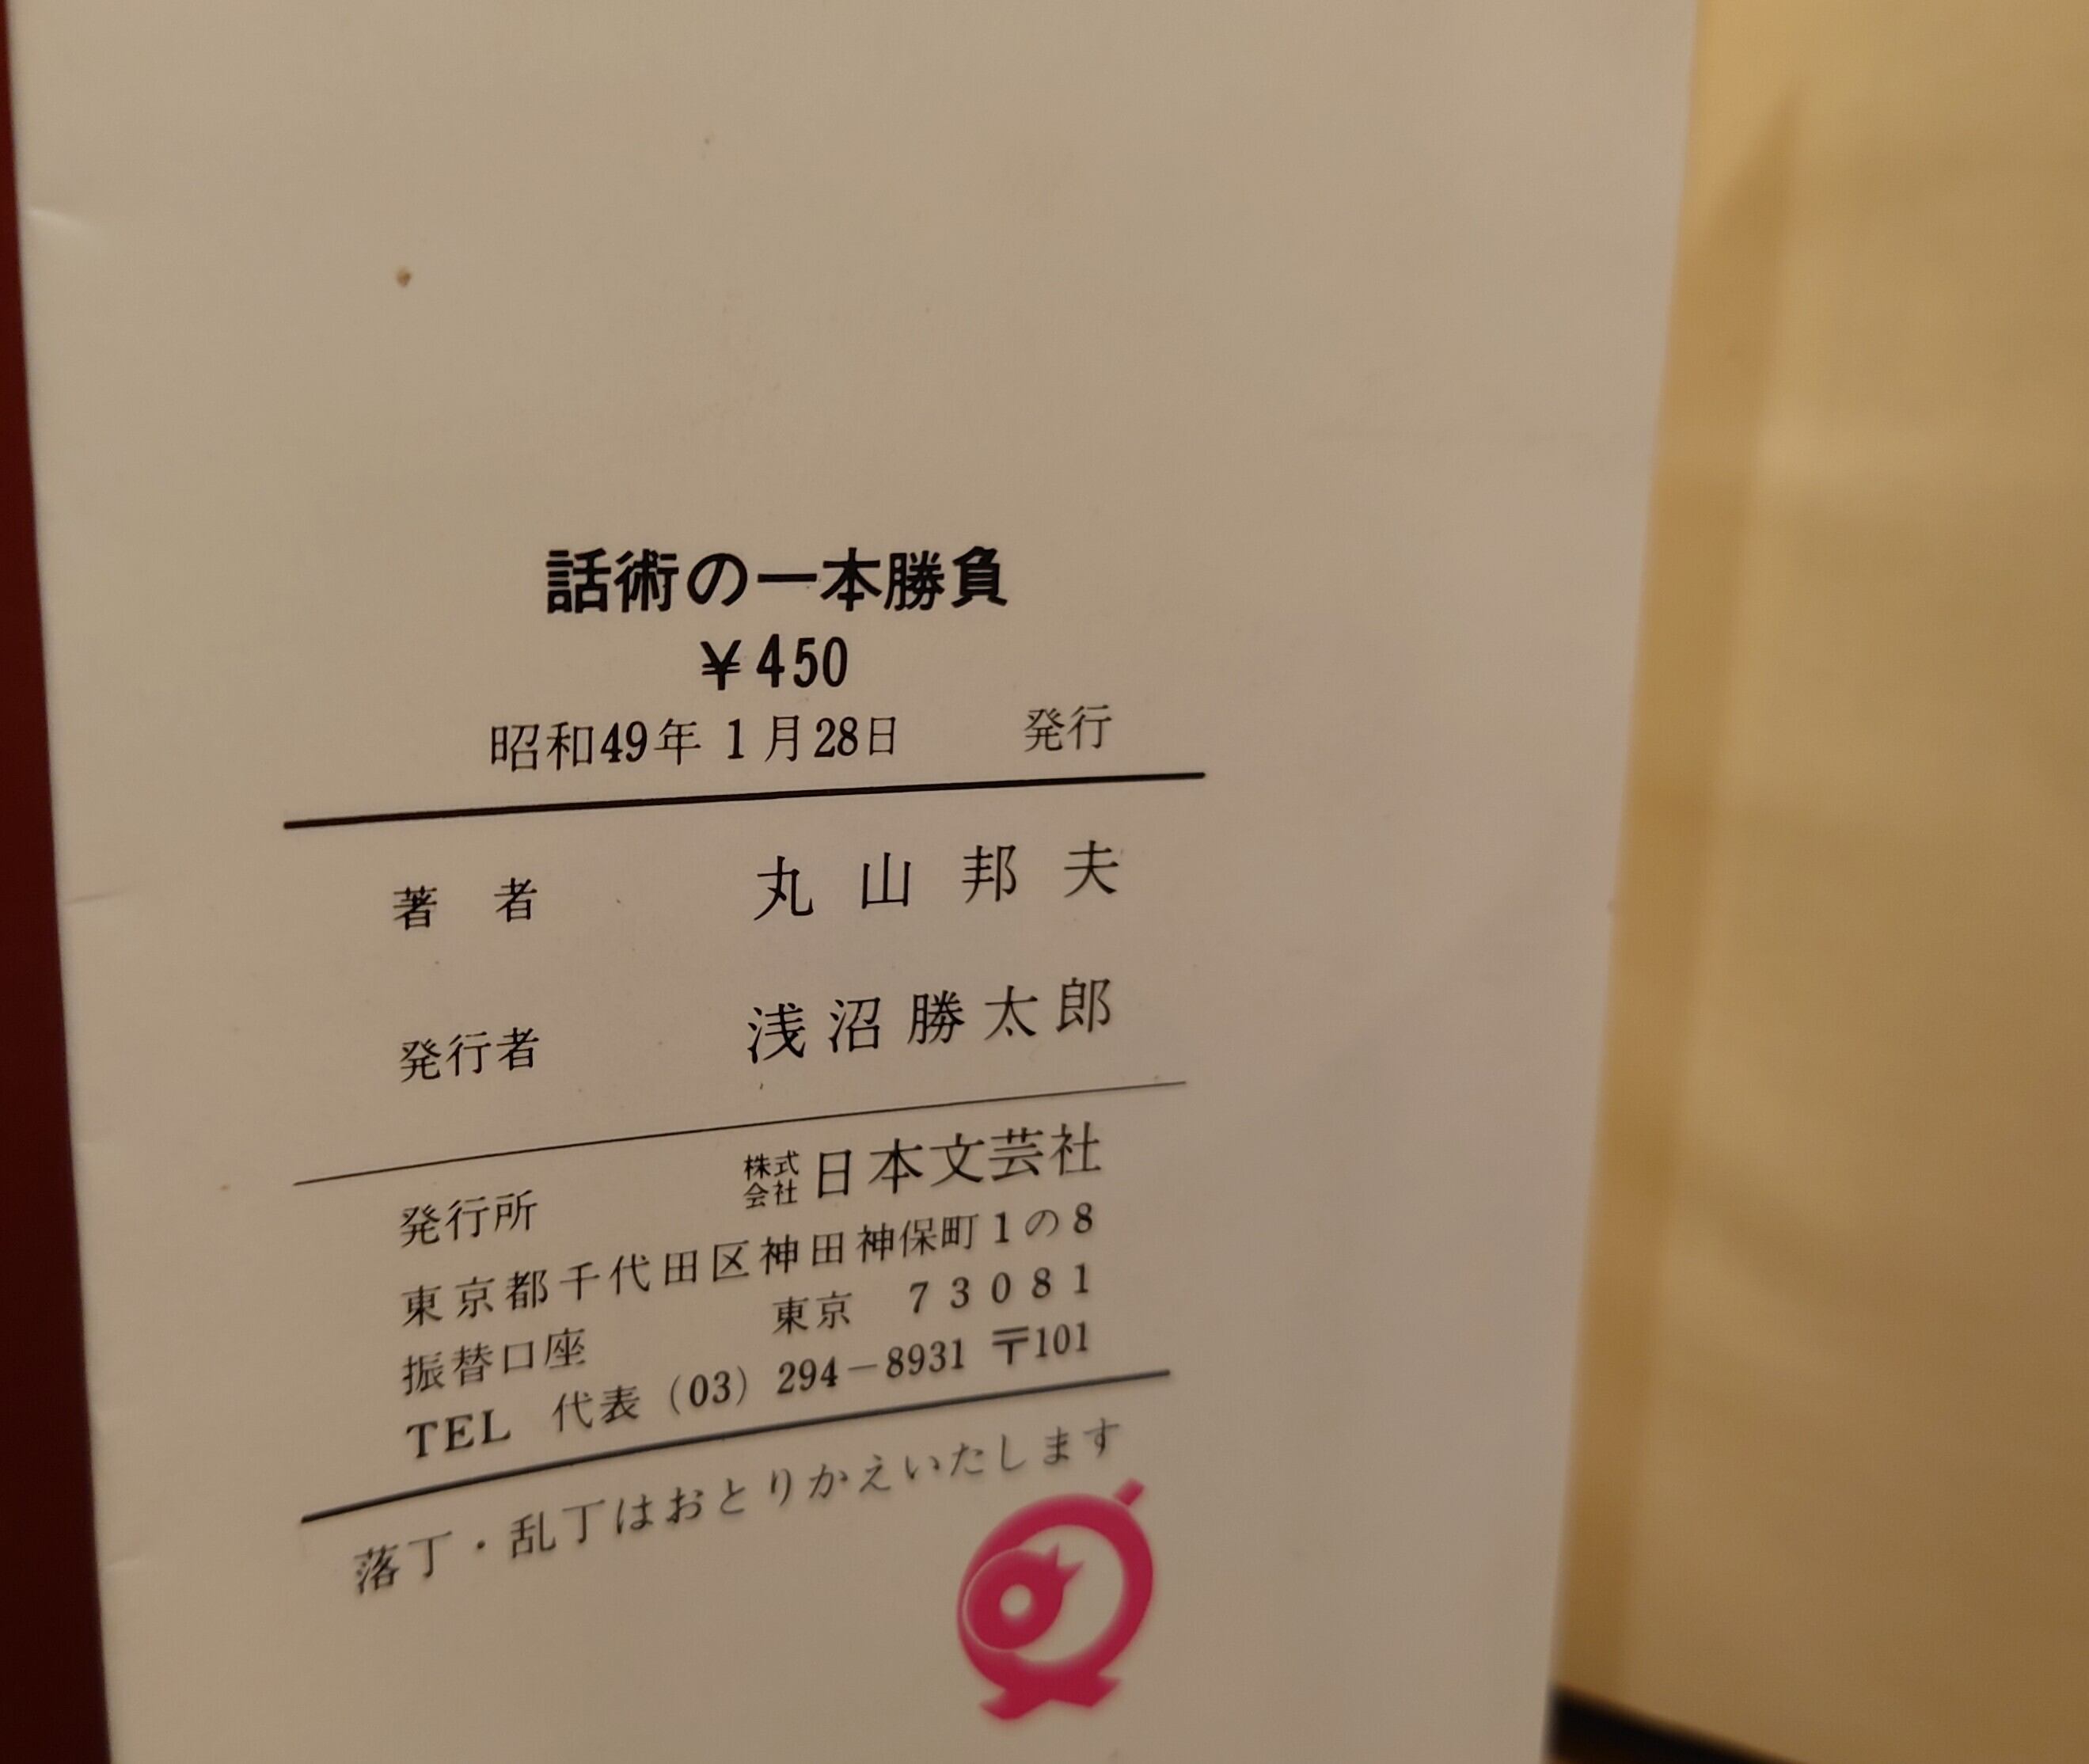 話術の一本勝負
￥450
昭和49年1月28日 発行
著者 丸山邦夫
発行者 浅沼勝太郎
発行所 株式会社 日本文芸社
東京都千代田区神田神保町1の8
振替口座 東京 73081
TEL 代表 (03) 294-8931 〒101
落丁・乱丁はおとりかえいたします